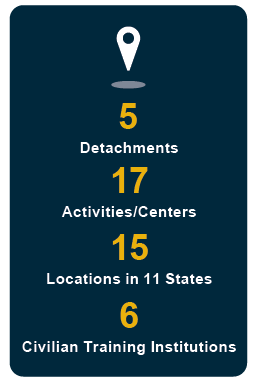 5
Detachments
17
Activities/Centers
15
Locations in 11 States
6
Civilian Training Institutions